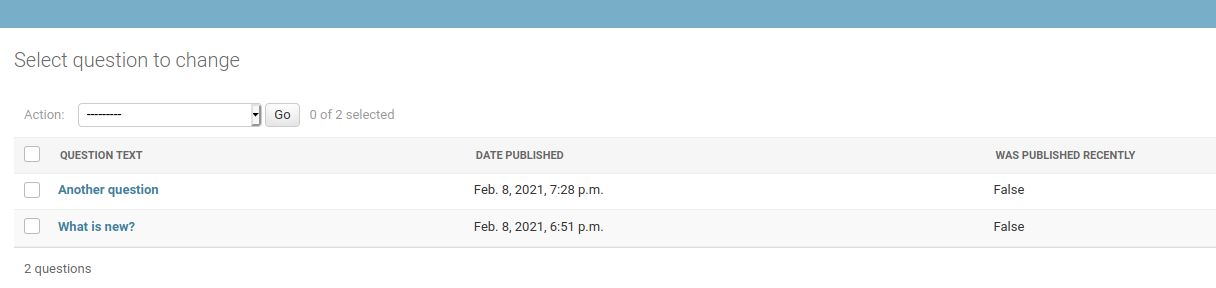 Select question to change
Action: --------- Go 0 of 2 selected
QUESTION TEXT DATE PUBLISHED WAS PUBLISHED RECENTLY
Another question Feb. 8, 2021, 7:28 p.m. False
What is new? Feb. 8, 2021, 6:51 p.m. False
2 questions